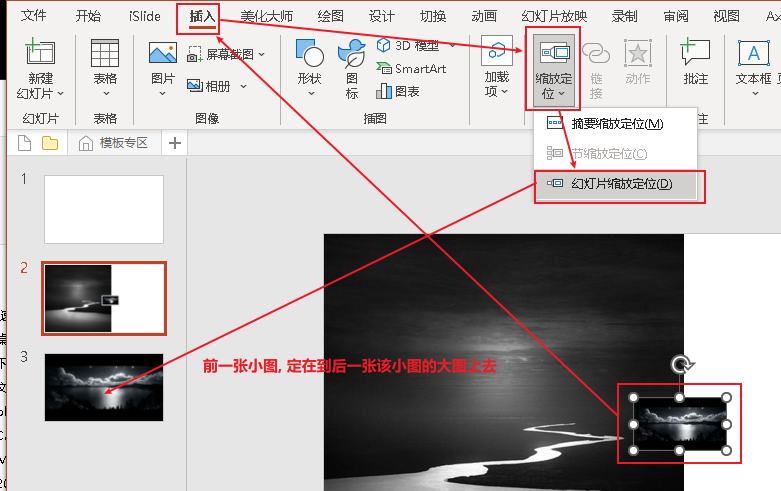 文件 开始 iSlide 插入 美化大师 绘图 设计 切换 动画 幻灯片放映 录制 审阅 视图
新建
幻灯片
表格
图片
屏幕截图
相册
形状
图
标
3D 模型
SmartArt
图表
加载
项
缩放定
位
链
接
动作
批注
文本框
幻灯片 表格 图像 插图 批注
摘要缩放定位(M)
节缩放定位(C)
幻灯片缩放定位(D)
模板专区
1
2
3
前一张小图, 定在到后一张该小图的大图上去